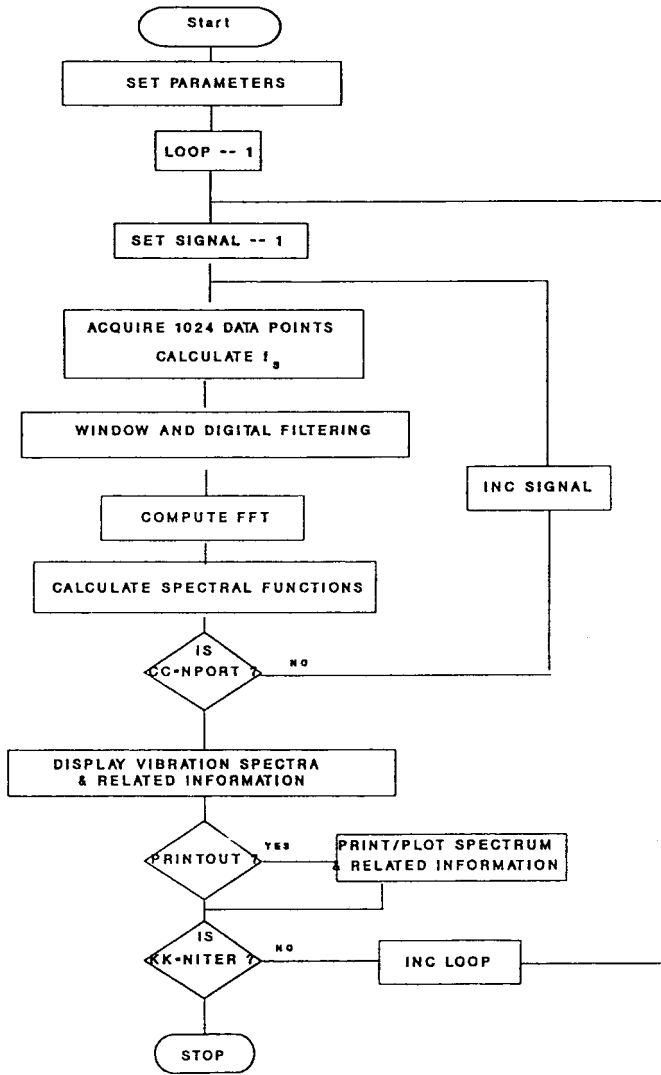 Start
SET PARAMETERS
LOOP -- 1
SET SIGNAL -- 1
ACQUIRE 1024 DATA POINTS
CALCULATE fs
WINDOW AND DIGITAL FILTERING
INC SIGNAL
COMPUTE FFT
CALCULATE SPECTRAL FUNCTIONS
IS
CC=NPORT ?
NO
DISPLAY VIBRATION SPECTRA
& RELATED INFORMATION
PRINTOUT ?
YES
PRINT/PLOT SPECTRUM
& RELATED INFORMATION
IS
KK=NITER ?
NO
INC LOOP
STOP